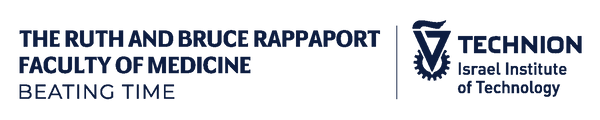 THE RUTH AND BRUCE RAPPAPORT
FACULTY OF MEDICINE
BEATING TIME
TECHNION
Israel Institute
of Technology